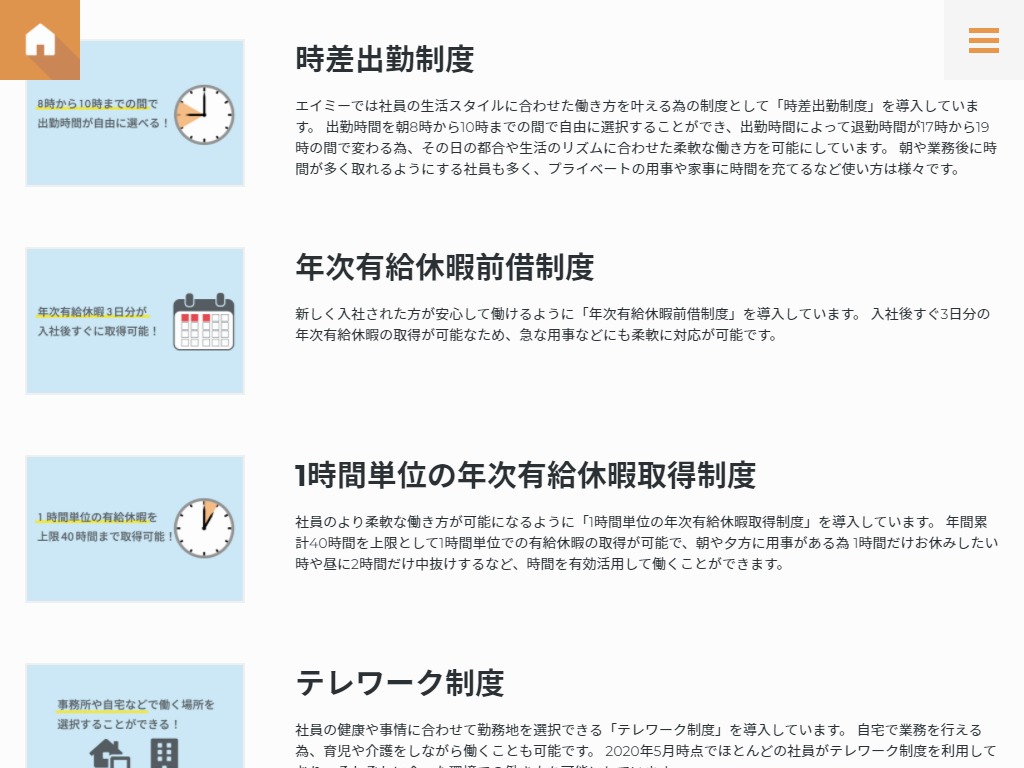 8時から10時までの間で
出勤時間が自由に選べる！
時差出勤制度
エイミーでは社員の生活スタイルに合わせた働き方を叶える為の制度として「時差出勤制度」を導入していま
す。 出勤時間を朝8時から10時までの間で自由に選択することができ、出勤時間によって退勤時間が17時から19
時の間で変わる為、その日の都合や生活のリズムに合わせた柔軟な働き方を可能にしています。 朝や業務後に時
間が多く取れるようにする社員も多く、プライベートの用事や家事に時間を充てるなど使い方は様々です。
年次有給休暇3日分が
入社後すぐに取得可能！
年次有給休暇前借制度
新しく入社された方が安心して働けるように「年次有給休暇前借制度」を導入しています。 入社後すぐ3日分の
年次有給休暇の取得が可能なため、急な用事などにも柔軟に対応が可能です。
1時間単位の有給休暇を
上限40時間まで取得可能！
1時間単位の年次有給休暇取得制度
社員のより柔軟な働き方が可能になるように「1時間単位の年次有給休暇取得制度」を導入しています。 年間累
計40時間を上限として1時間単位での有給休暇の取得が可能で、朝や夕方に用事がある為 1時間だけお休みしたい
時や昼に2時間だけ中抜けするなど、時間を有効活用して働くことができます。
事務所や自宅などで働く場所を
選択することができる！
テレワーク制度
社員の健康や事情に合わせて勤務地を選択できる「テレワーク制度」を導入しています。 自宅で業務を行える
為、育児や介護をしながら働くことも可能です。 2020年5月時点でほとんどの社員がテレワーク制度を利用して